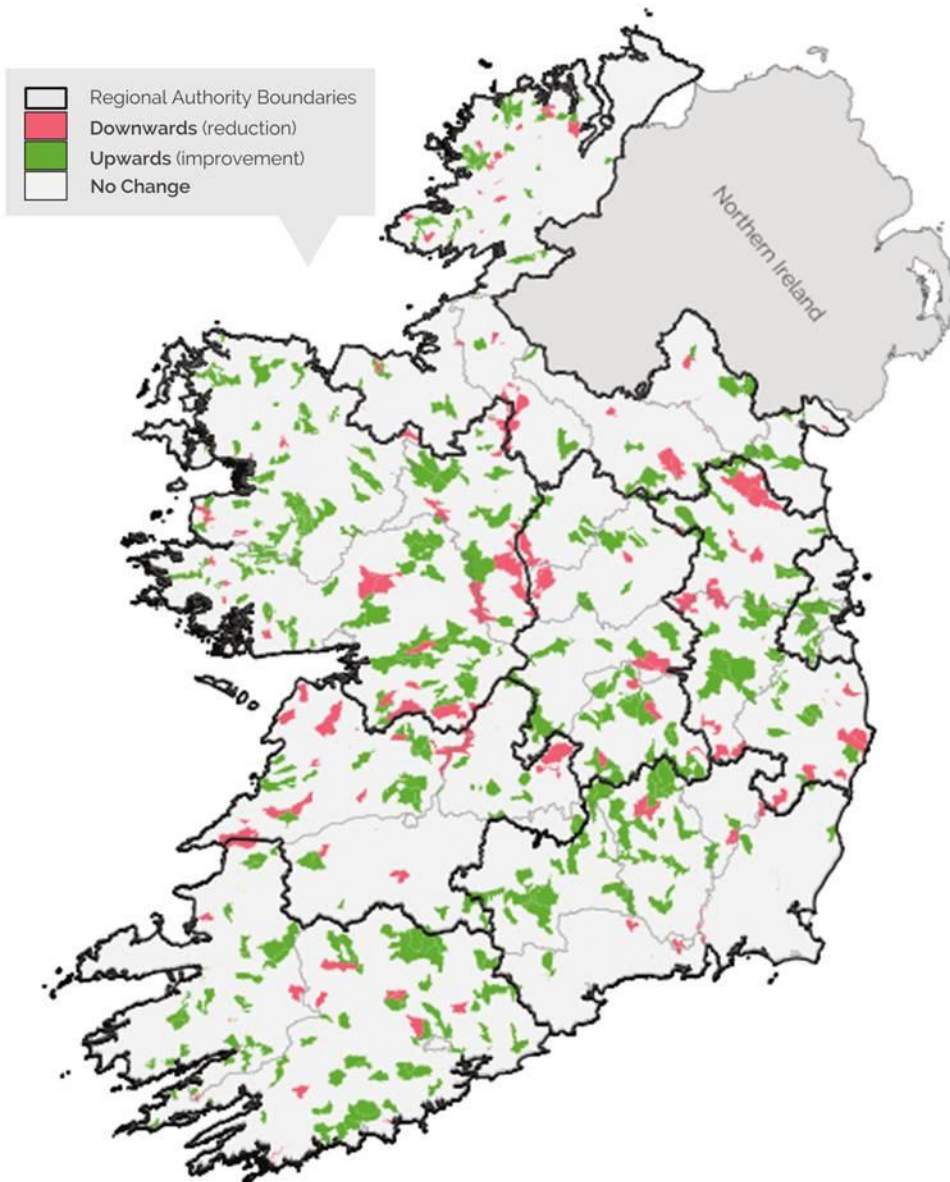 Regional Authority Boundaries
Downwards (reduction)
Upwards (improvement)
No Change
Northern Ireland